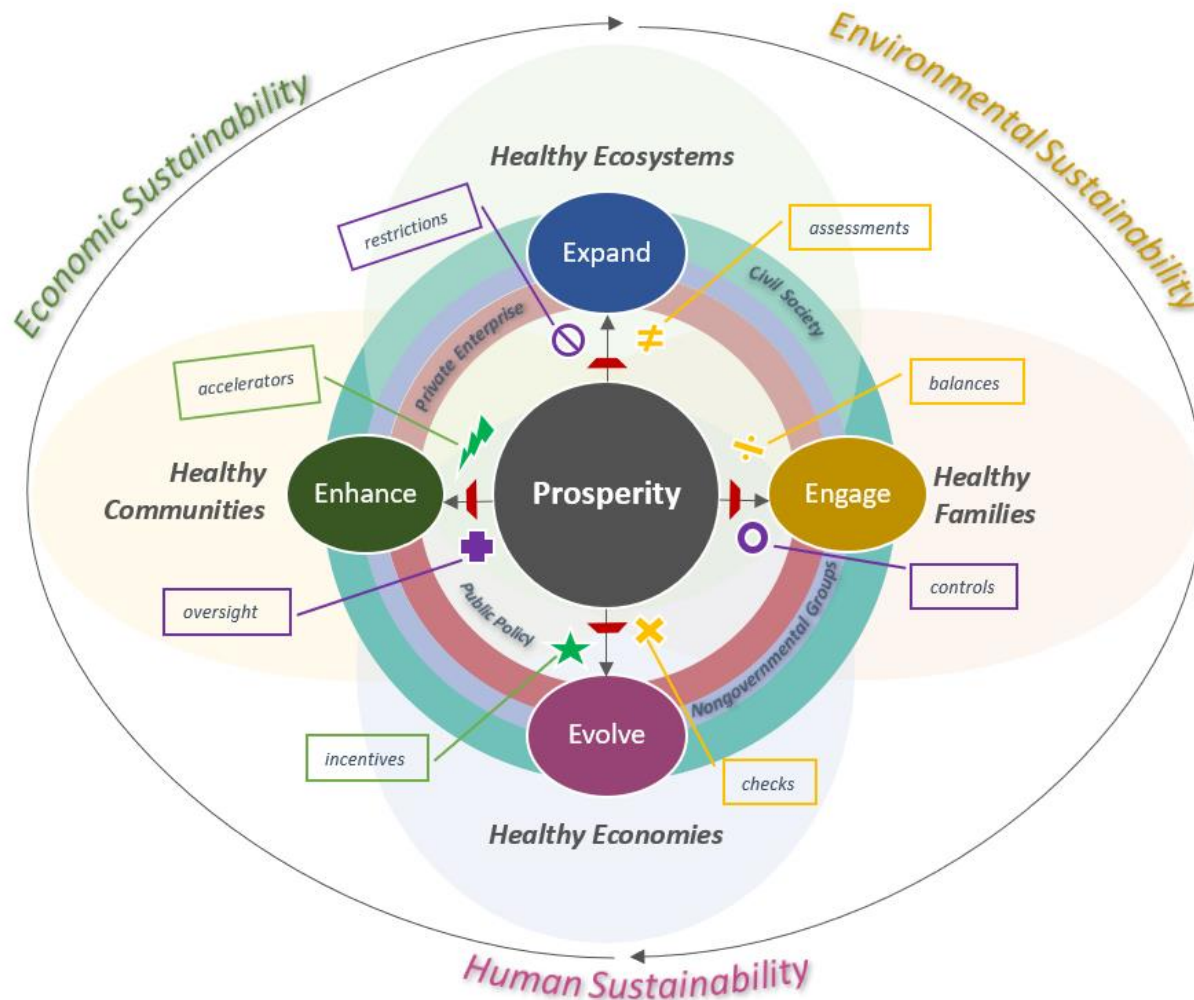 Economic Sustainability
Environmental Sustainability
Healthy Ecosystems
restrictions
assessments
Expand
Civil Society
Private Enterprise
accelerators
balances
Healthy
Communities
Enhance
Prosperity
Engage
Healthy
Families
oversight
controls
Public Policy
Nongovernmental Groups
incentives
Evolve
checks
Healthy Economies
Human Sustainability